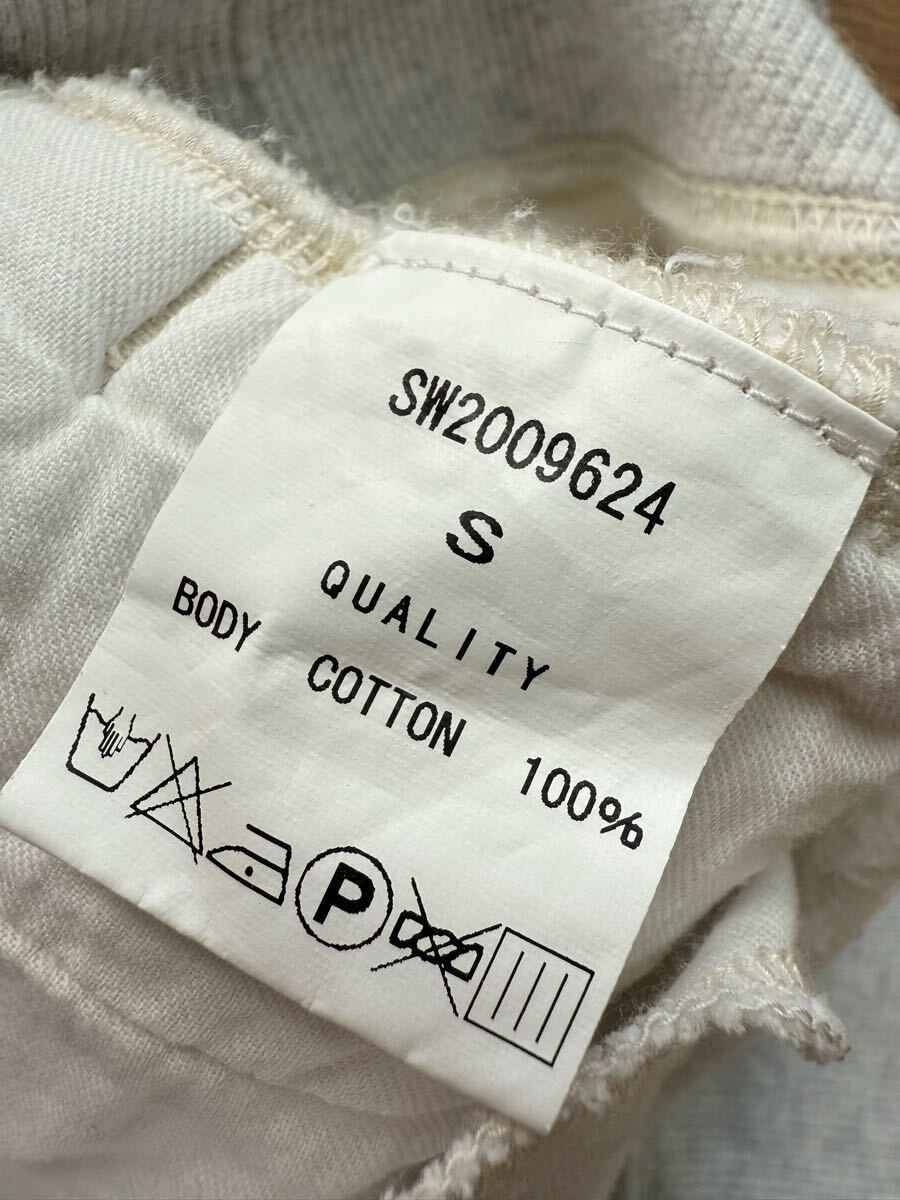 SW2009624
S
QUALITY
BODY COTTON 100%
P